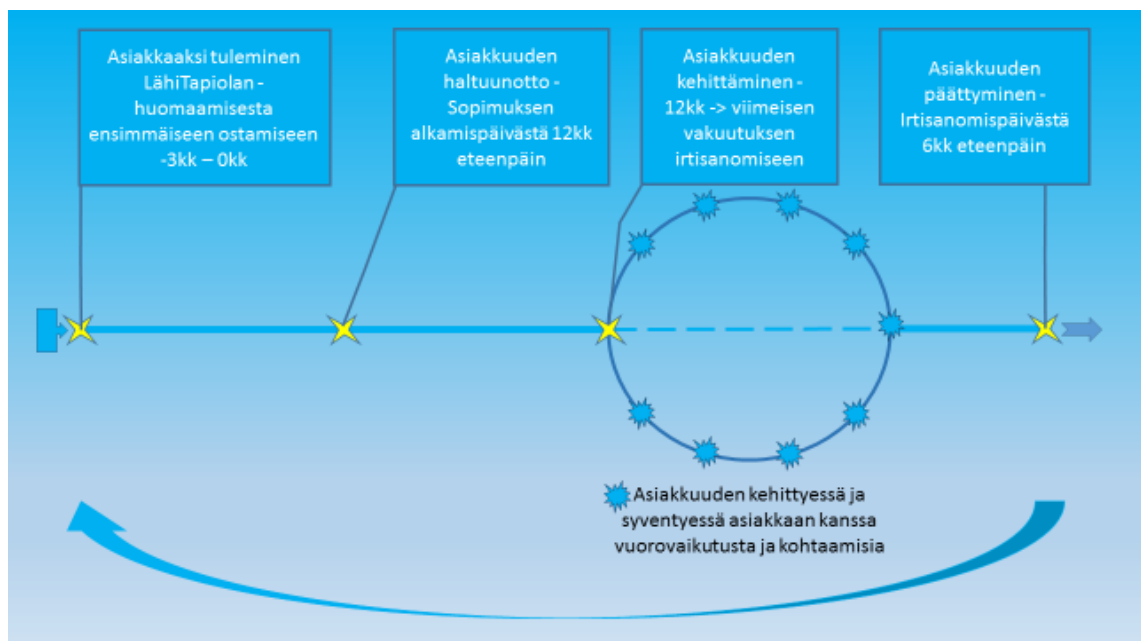 Asiakkaaksi tuleminen
LähiTapiolan -
huomaamisesta
ensimmäiseen ostamiseen
-3kk – 0kk
Asiakkuuden
haltuunotto -
Sopimuksen
alkamispäivästä 12kk
eteenpäin
Asiakkuuden
kehittäminen -
12kk -> viimeisen
vakuutuksen
irtisanomiseen
Asiakkuuden
päättyminen -
Irtisanomispäivästä
6kk eteenpäin
Asiakkuuden kehittyessä ja
syventyessä asiakkaan kanssa
vuorovaikutusta ja kohtaamisia